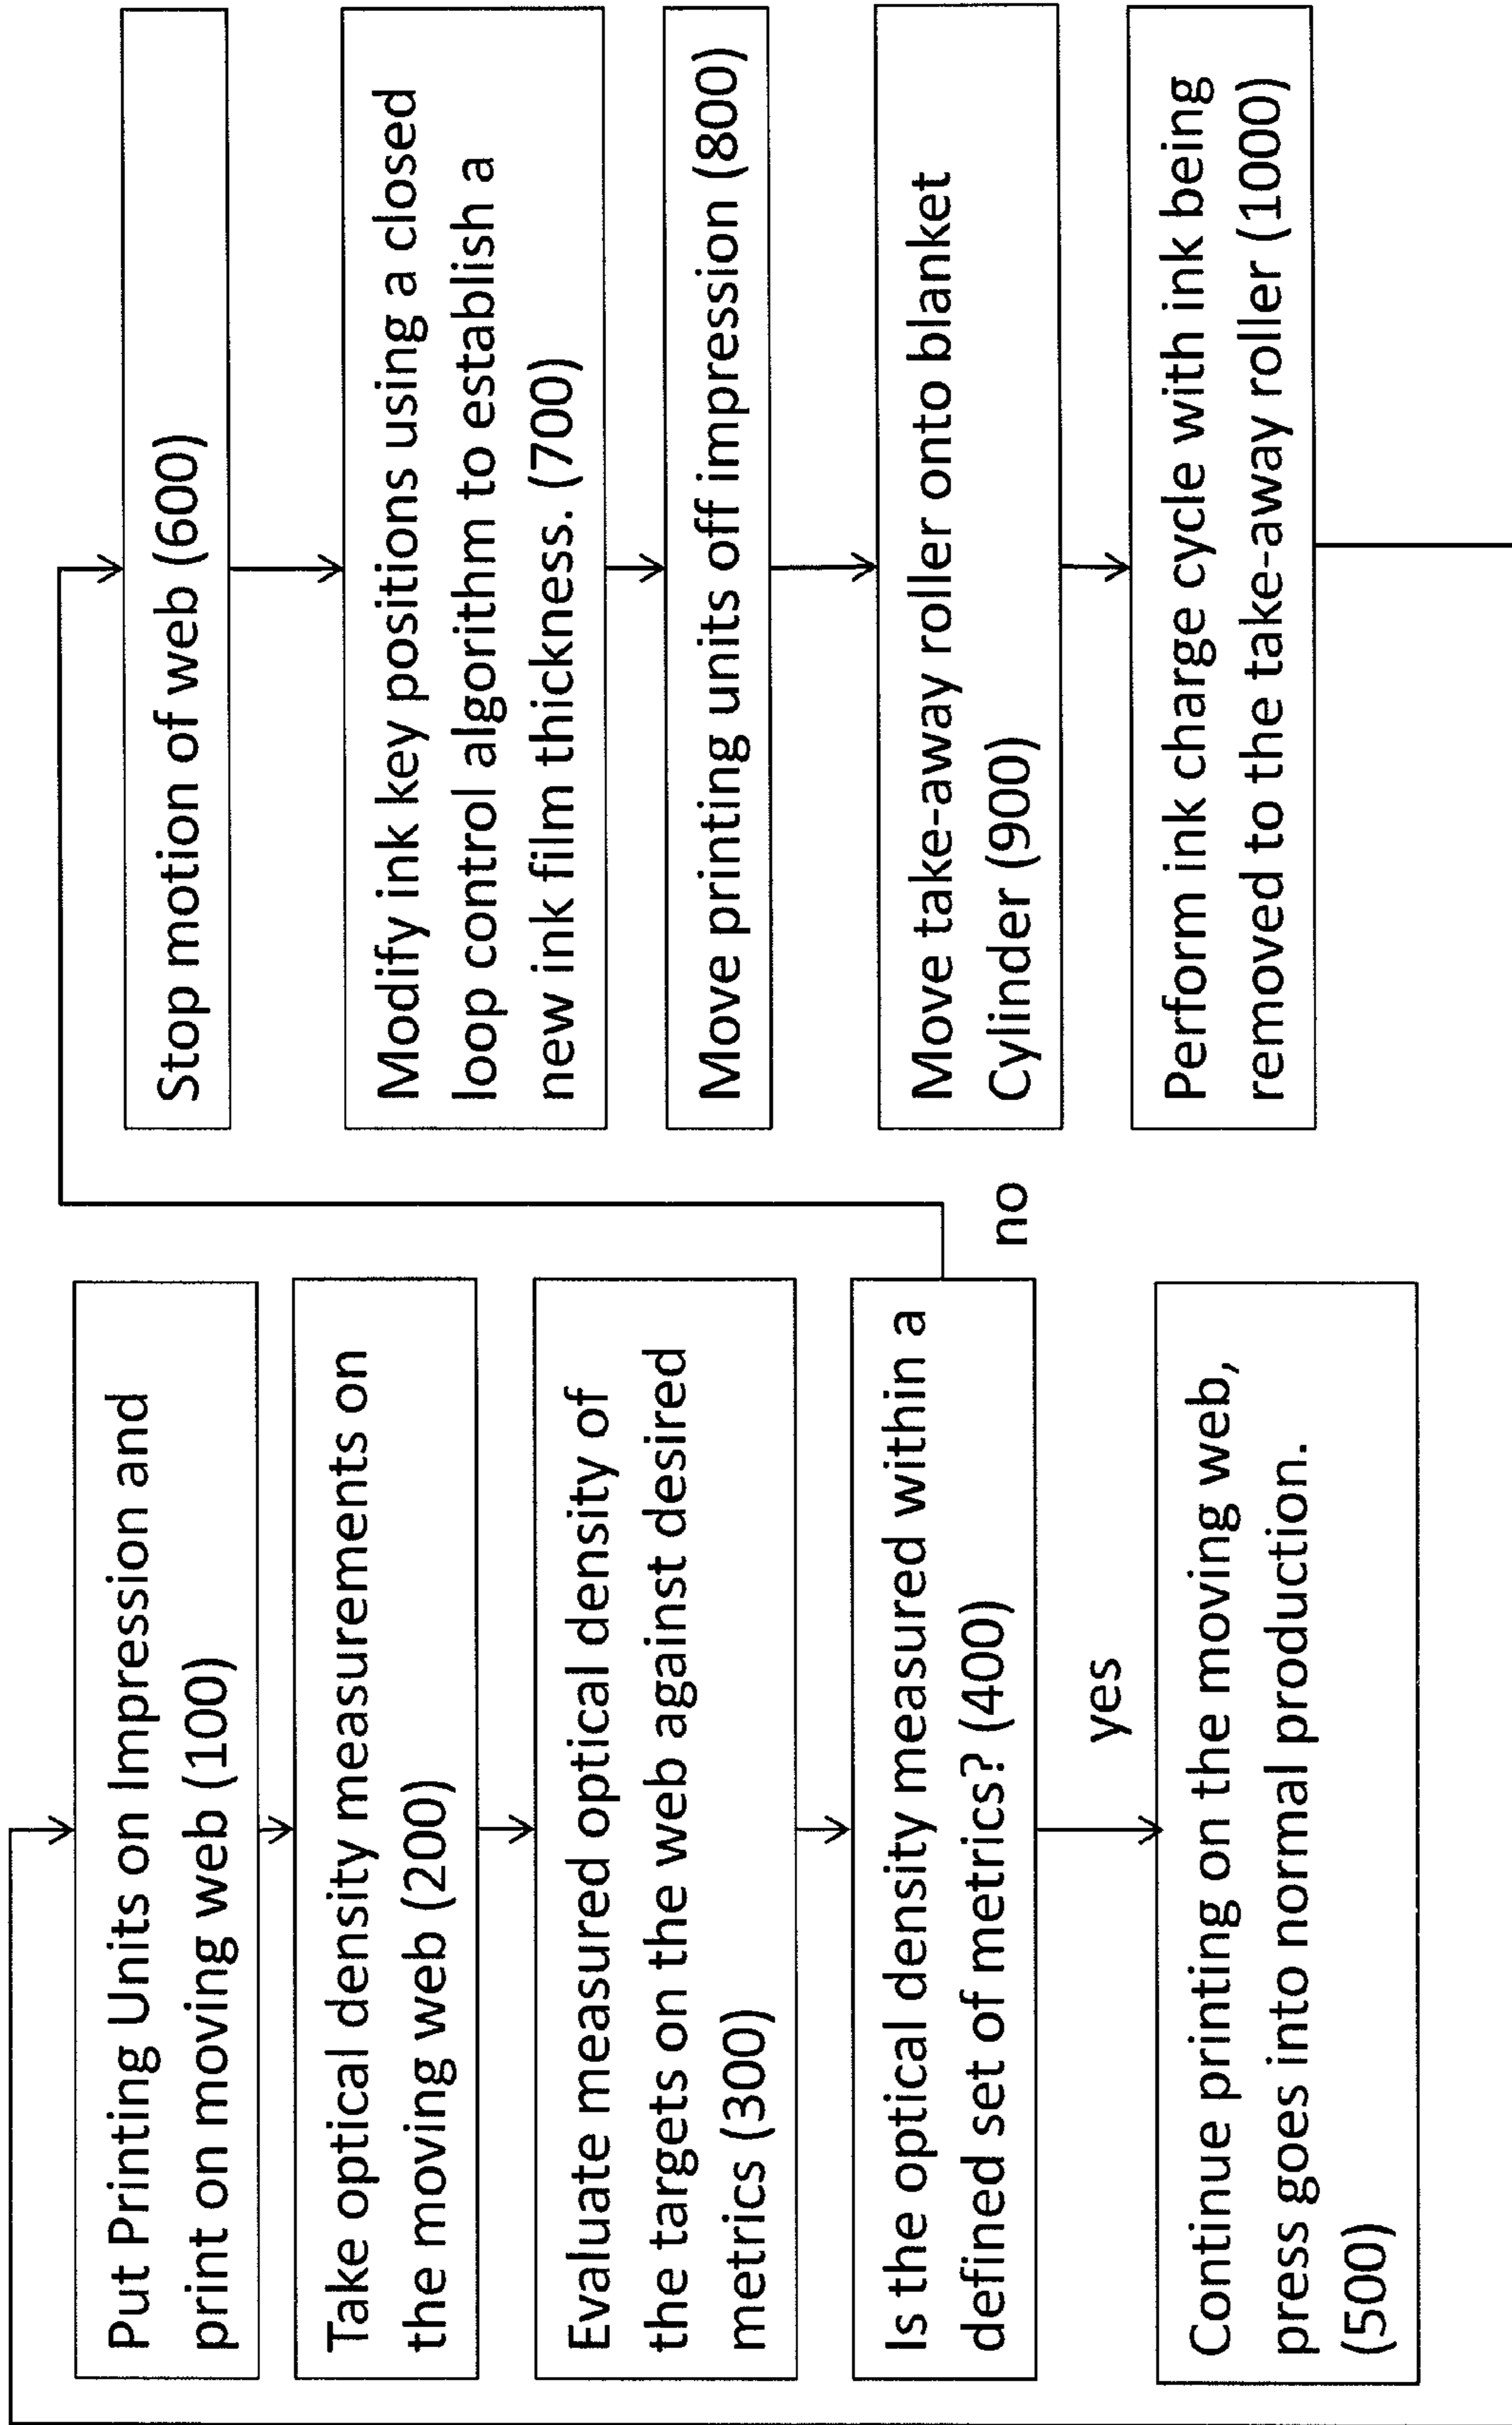 Put Printing Units on Impression and
print on moving web (100)
Take optical density measurements on
the moving web (200)
Evaluate measured optical density of
the targets on the web against desired
metrics (300)
Is the optical density measured within a
defined set of metrics? (400)
yes
no
Continue printing on the moving web,
press goes into normal production.
(500)
Stop motion of web (600)
Modify ink key positions using a closed
loop control algorithm to establish a
new ink film thickness. (700)
Move printing units off impression (800)
Move take-away roller onto blanket
Cylinder (900)
Perform ink charge cycle with ink being
removed to the take-away roller (1000)